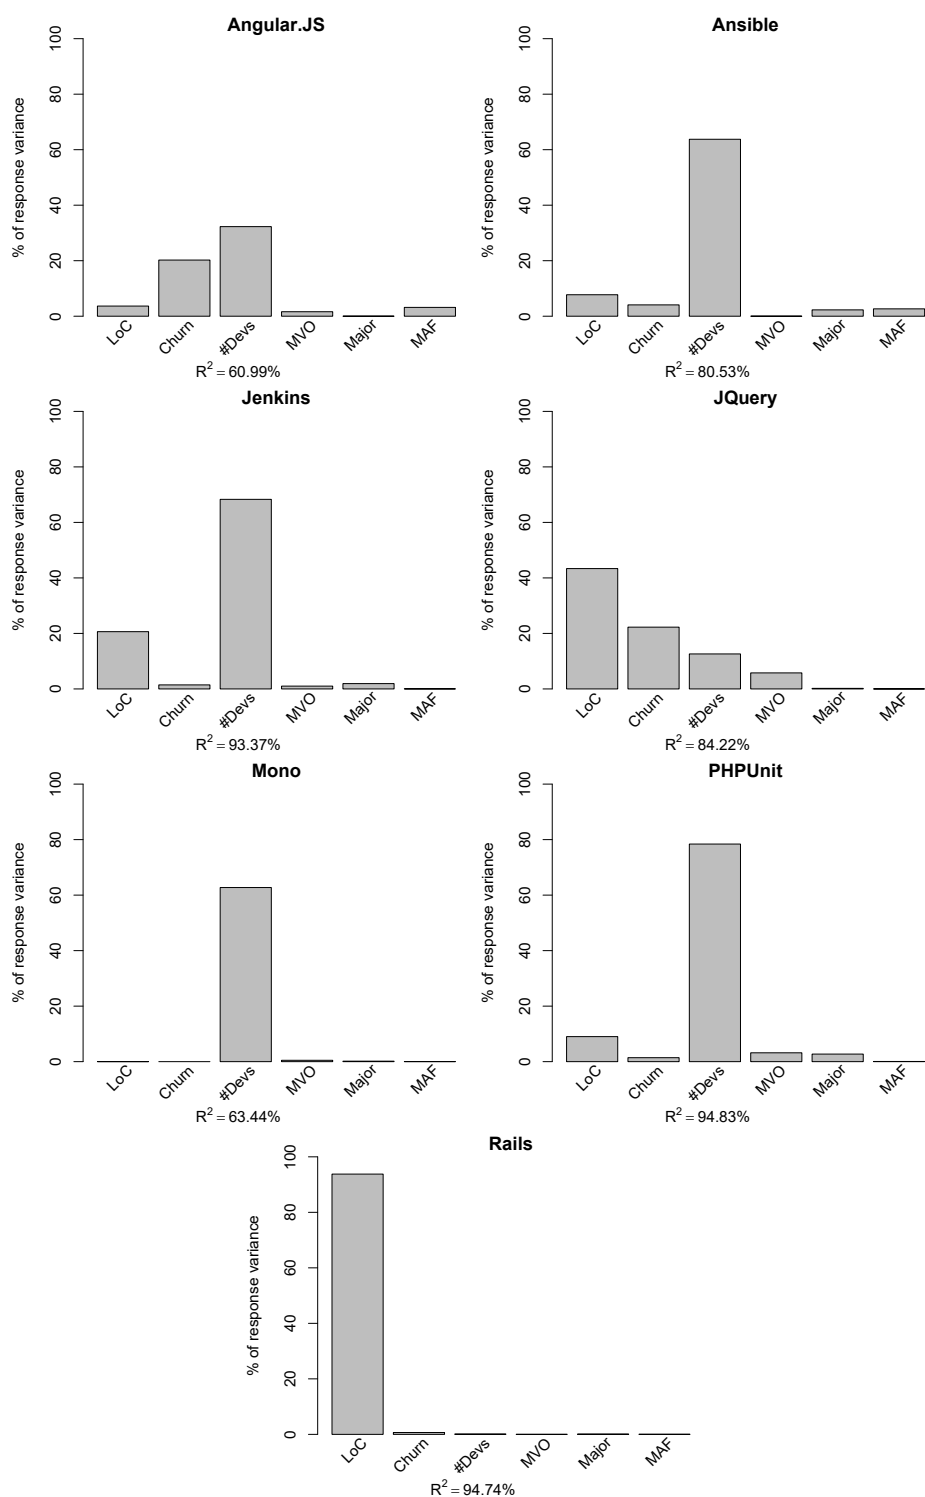 Angular.JS
% of response variance
0 20 40 60 80 100
LoC Churn #Devs MVO Major MAF
R² = 60.99%
Ansible
% of response variance
0 20 40 60 80 100
LoC Churn #Devs MVO Major MAF
R² = 80.53%
Jenkins
% of response variance
0 20 40 60 80 100
LoC Churn #Devs MVO Major MAF
R² = 93.37%
JQuery
% of response variance
0 20 40 60 80 100
LoC Churn #Devs MVO Major MAF
R² = 84.22%
Mono
% of response variance
0 20 40 60 80 100
LoC Churn #Devs MVO Major MAF
R² = 63.44%
PHPUnit
% of response variance
0 20 40 60 80 100
LoC Churn #Devs MVO Major MAF
R² = 94.83%
Rails
% of response variance
0 20 40 60 80 100
LoC Churn #Devs MVO Major MAF
R² = 94.74%